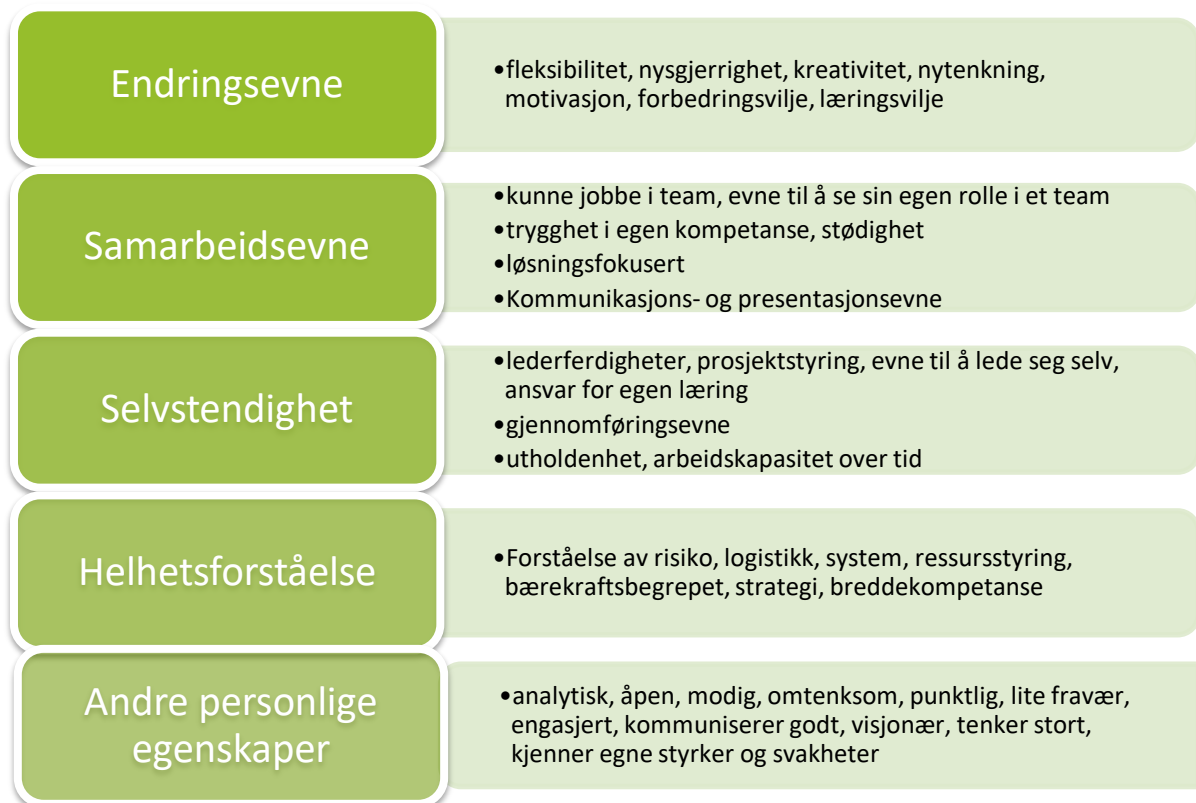 Endringsevne
•fleksibilitet, nysgjerrighet, kreativitet, nytenkning,
motivasjon, forbedringsvilje, læringsvilje
Samarbeidsevne
•kunne jobbe i team, evne til å se sin egen rolle i et team
•trygghet i egen kompetanse, stødighet
•løsningsfokusert
•Kommunikasjons- og presentasjonsevne
Selvstendighet
•lederferdigheter, prosjektstyring, evne til å lede seg selv,
ansvar for egen læring
•gjennomføringsevne
•utholdenhet, arbeidskapasitet over tid
Helhetsforståelse
•Forståelse av risiko, logistikk, system, ressursstyring,
bærekraftsbegrepet, strategi, breddekompetanse
Andre personlige
egenskaper
•analytisk, åpen, modig, omtenksom, punktlig, lite fravær,
engasjert, kommuniserer godt, visjonær, tenker stort,
kjenner egne styrker og svakheter